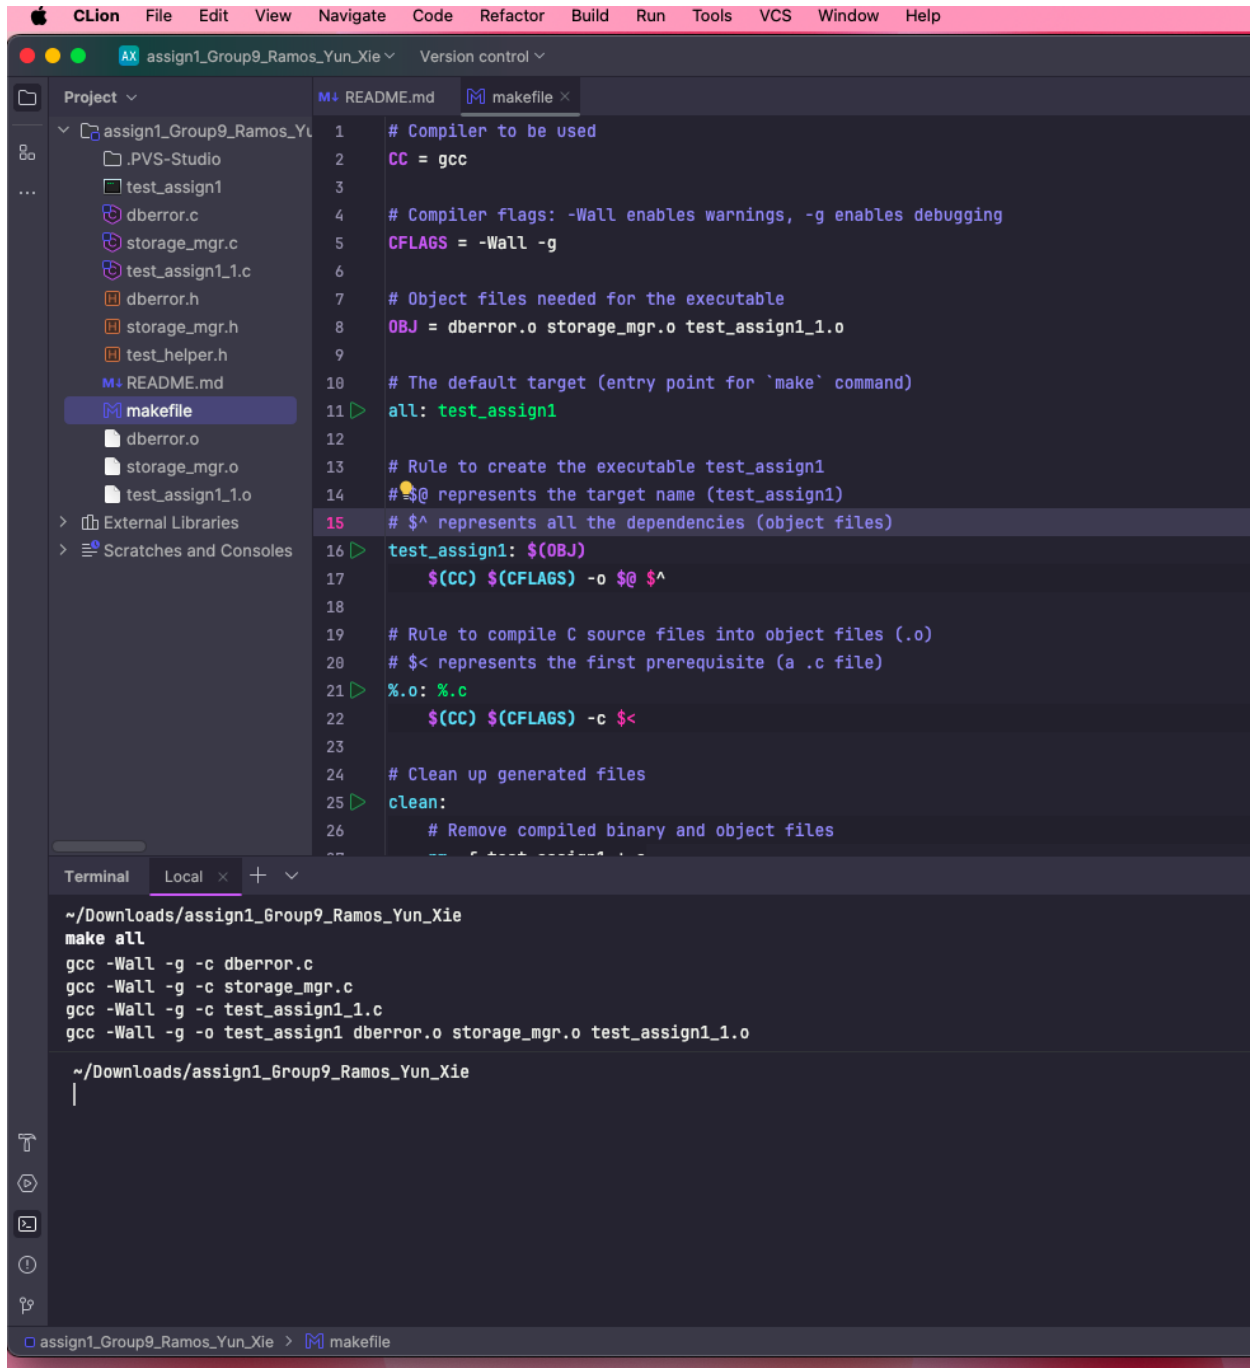 CLion File Edit View Navigate Code Refactor Build Run Tools VCS Window Help
AX assign1_Group9_Ramos_Yun_Xie Version control
Project
M↓ README.md makefile ×
assign1_Group9_Ramos_Yu
.PVS-Studio
test_assign1
dberror.c
storage_mgr.c
test_assign1_1.c
dberror.h
storage_mgr.h
test_helper.h
M↓ README.md
makefile
dberror.o
storage_mgr.o
test_assign1_1.o
External Libraries
Scratches and Consoles
1 # Compiler to be used
2 CC = gcc
3
4 # Compiler flags: -Wall enables warnings, -g enables debugging
5 CFLAGS = -Wall -g
6
7 # Object files needed for the executable
8 OBJ = dberror.o storage_mgr.o test_assign1_1.o
9
10 # The default target (entry point for `make` command)
11 all: test_assign1
12
13 # Rule to create the executable test_assign1
14 # $@ represents the target name (test_assign1)
15 # $^ represents all the dependencies (object files)
16 test_assign1: $(OBJ)
17 $(CC) $(CFLAGS) -o $@ $^
18
19 # Rule to compile C source files into object files (.o)
20 # $< represents the first prerequisite (a .c file)
21 %.o: %.c
22 $(CC) $(CFLAGS) -c $<
23
24 # Clean up generated files
25 clean:
26 # Remove compiled binary and object files
Terminal Local × +
~/Downloads/assign1_Group9_Ramos_Yun_Xie
make all
gcc -Wall -g -c dberror.c
gcc -Wall -g -c storage_mgr.c
gcc -Wall -g -c test_assign1_1.c
gcc -Wall -g -o test_assign1 dberror.o storage_mgr.o test_assign1_1.o
~/Downloads/assign1_Group9_Ramos_Yun_Xie
assign1_Group9_Ramos_Yun_Xie > makefile